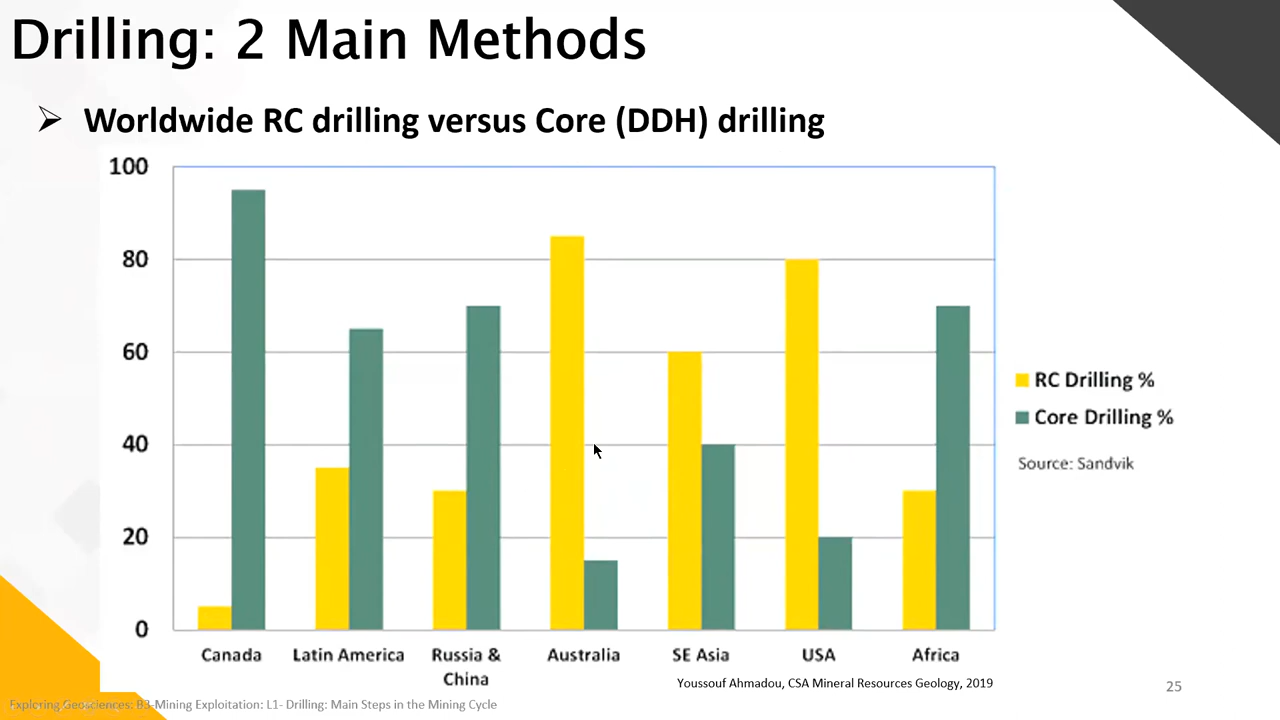 Drilling: 2 Main Methods
Worldwide RC drilling versus Core (DDH) drilling
100
80
60
40
20
0
Canada
Latin America
Russia &
China
Australia
SE Asia
USA
Africa
RC Drilling %
Core Drilling %
Source: Sandvik
Youssouf Ahmadou, CSA Mineral Resources Geology, 2019
25
Exploring Geosciences: B3-Mining Exploitation: L1- Drilling: Main Steps in the Mining Cycle